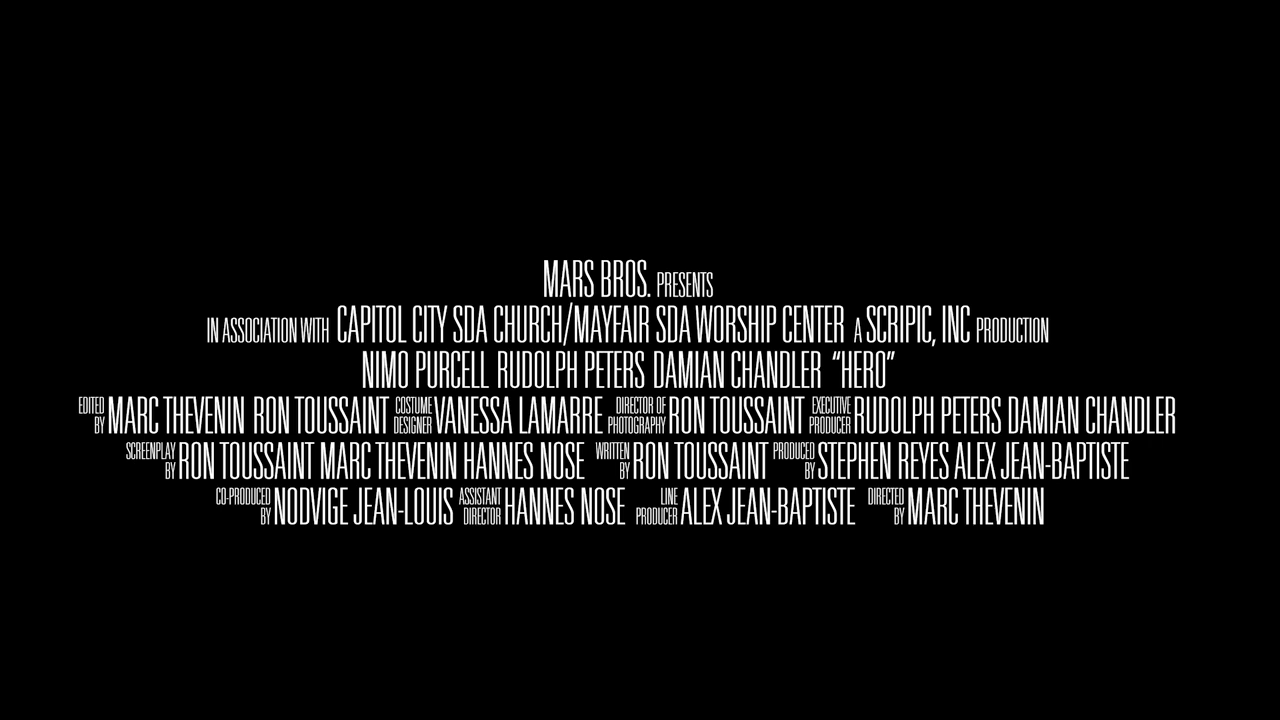 MARS BROS. PRESENTS
IN ASSOCIATION WITH CAPITOL CITY SDA CHURCH/MAYFAIR SDA WORSHIP CENTER A SCRIPIC, INC PRODUCTION
NIMO PURCELL RUDOLPH PETERS DAMIAN CHANDLER “HERO”
EDITED BY MARC THEVENIN RON TOUSSAINT COSTUME DESIGNER VANESSA LAMARRE DIRECTOR OF PHOTOGRAPHY RON TOUSSAINT EXECUTIVE PRODUCER RUDOLPH PETERS DAMIAN CHANDLER
SCREENPLAY BY RON TOUSSAINT MARC THEVENIN HANNES NOSE WRITTEN BY RON TOUSSAINT PRODUCED BY STEPHEN REYES ALEX JEAN-BAPTISTE
CO-PRODUCED BY NODVIGE JEAN-LOUIS ASSISTANT DIRECTOR HANNES NOSE LINE PRODUCER ALEX JEAN-BAPTISTE DIRECTED BY MARC THEVENIN